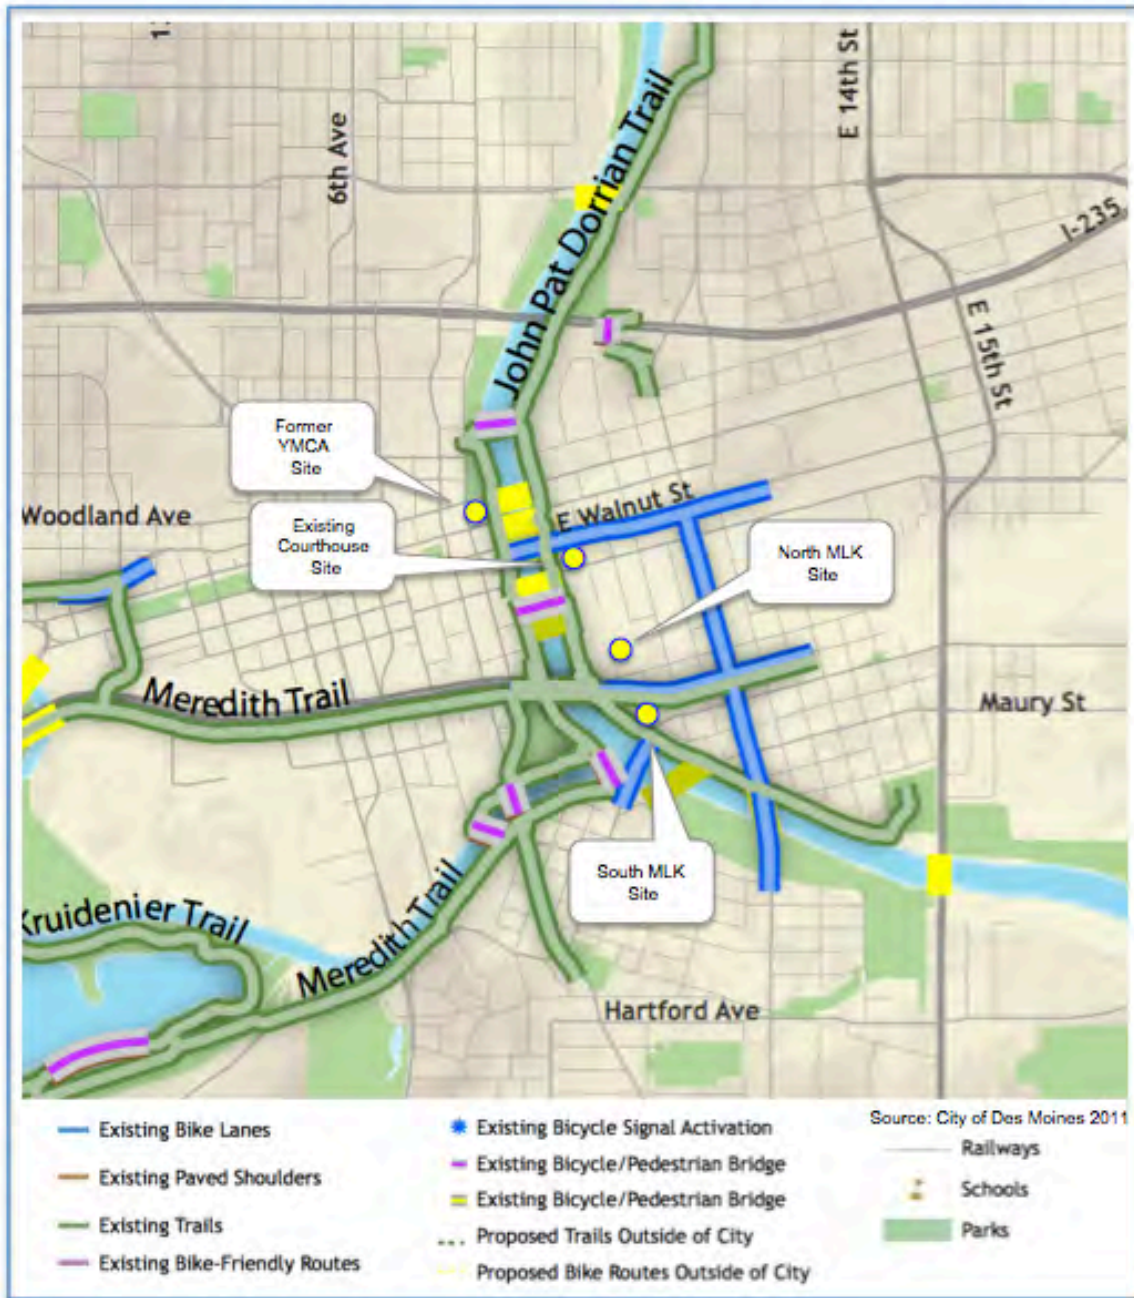 6th Ave
E 14th St
John Pat Dorrian Trail
I-235
E 15th St
Former
YMCA
Site
Woodland Ave
E Walnut St
Existing
Courthouse
Site
North MLK
Site
Meredith Trail
Maury St
South MLK
Site
Kruidenier Trail
Meredith Trail
Hartford Ave
Source: City of Des Moines 2011
Existing Bike Lanes
Existing Paved Shoulders
Existing Trails
Existing Bike-Friendly Routes
Existing Bicycle Signal Activation
Existing Bicycle/Pedestrian Bridge
Existing Bicycle/Pedestrian Bridge
Proposed Trails Outside of City
Proposed Bike Routes Outside of City
Railways
Schools
Parks